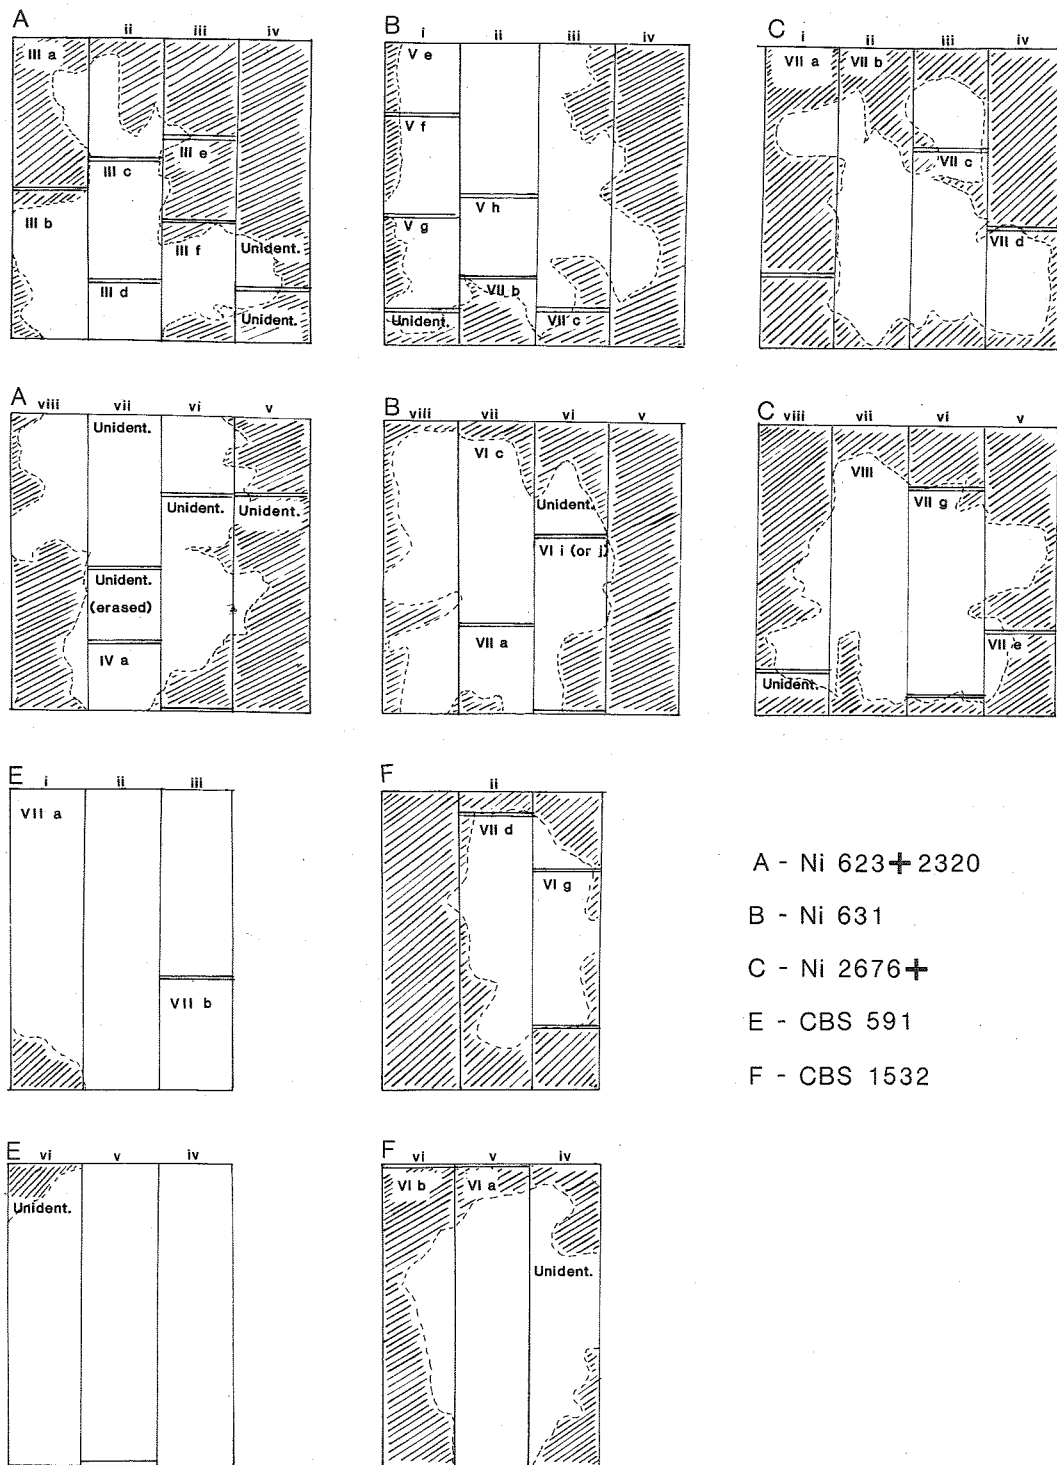 A B C
i ii iii iv
i ii iii iv
i ii iii iv
III a
III e
III c
III b
III f
Unident.
III d
Unident.
V e
V f
V h
V g
VII b
Unident.
VII c
VII a VII b
VII c
VII d
A B C
viii vii vi v
viii vii vi v
viii vii vi v
Unident.
Unident. Unident.
Unident.
(erased)
IV a
VI c
Unident.
VI i (or j)
VII a
VIII
VII g
VII e
Unident.
E
i ii iii
VII a
VII b
F
ii
VII d
VI g
A - Ni 623+2320
B - Ni 631
C - Ni 2676+
E - CBS 591
F - CBS 1532
E
vi v iv
Unident.
F
vi v iv
VI b VI a
Unident.